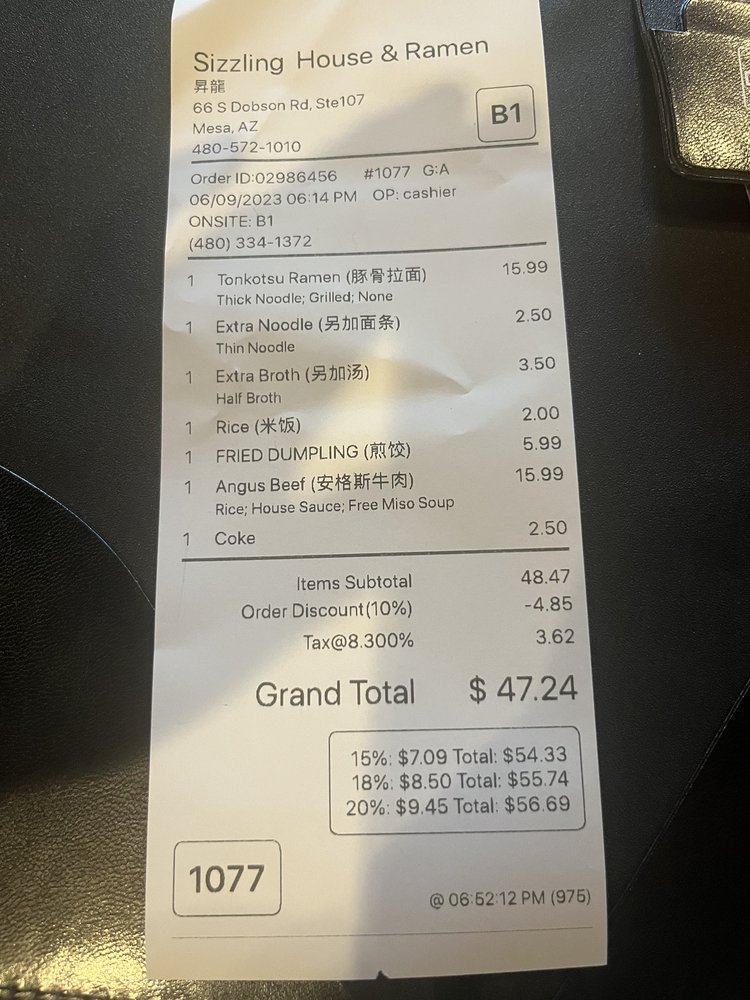 Sizzling House & Ramen
昇龍
66 S Dobson Rd, Ste107
Mesa, AZ
480-572-1010
B1
Order ID:02986456 #1077 G:A
06/09/2023 06:14 PM OP: cashier
ONSITE: B1
(480) 334-1372
1 Tonkotsu Ramen (豚骨拉面) 15.99
Thick Noodle; Grilled; None
1 Extra Noodle (另加面条) 2.50
Thin Noodle
1 Extra Broth (另加汤) 3.50
Half Broth
1 Rice (米饭) 2.00
1 FRIED DUMPLING (煎饺) 5.99
1 Angus Beef (安格斯牛肉) 15.99
Rice; House Sauce; Free Miso Soup
1 Coke 2.50
Items Subtotal 48.47
Order Discount(10%) -4.85
Tax@8.300% 3.62
Grand Total $ 47.24
15%: $7.09 Total: $54.33
18%: $8.50 Total: $55.74
20%: $9.45 Total: $56.69
1077
@ 06:52:12 PM (975)